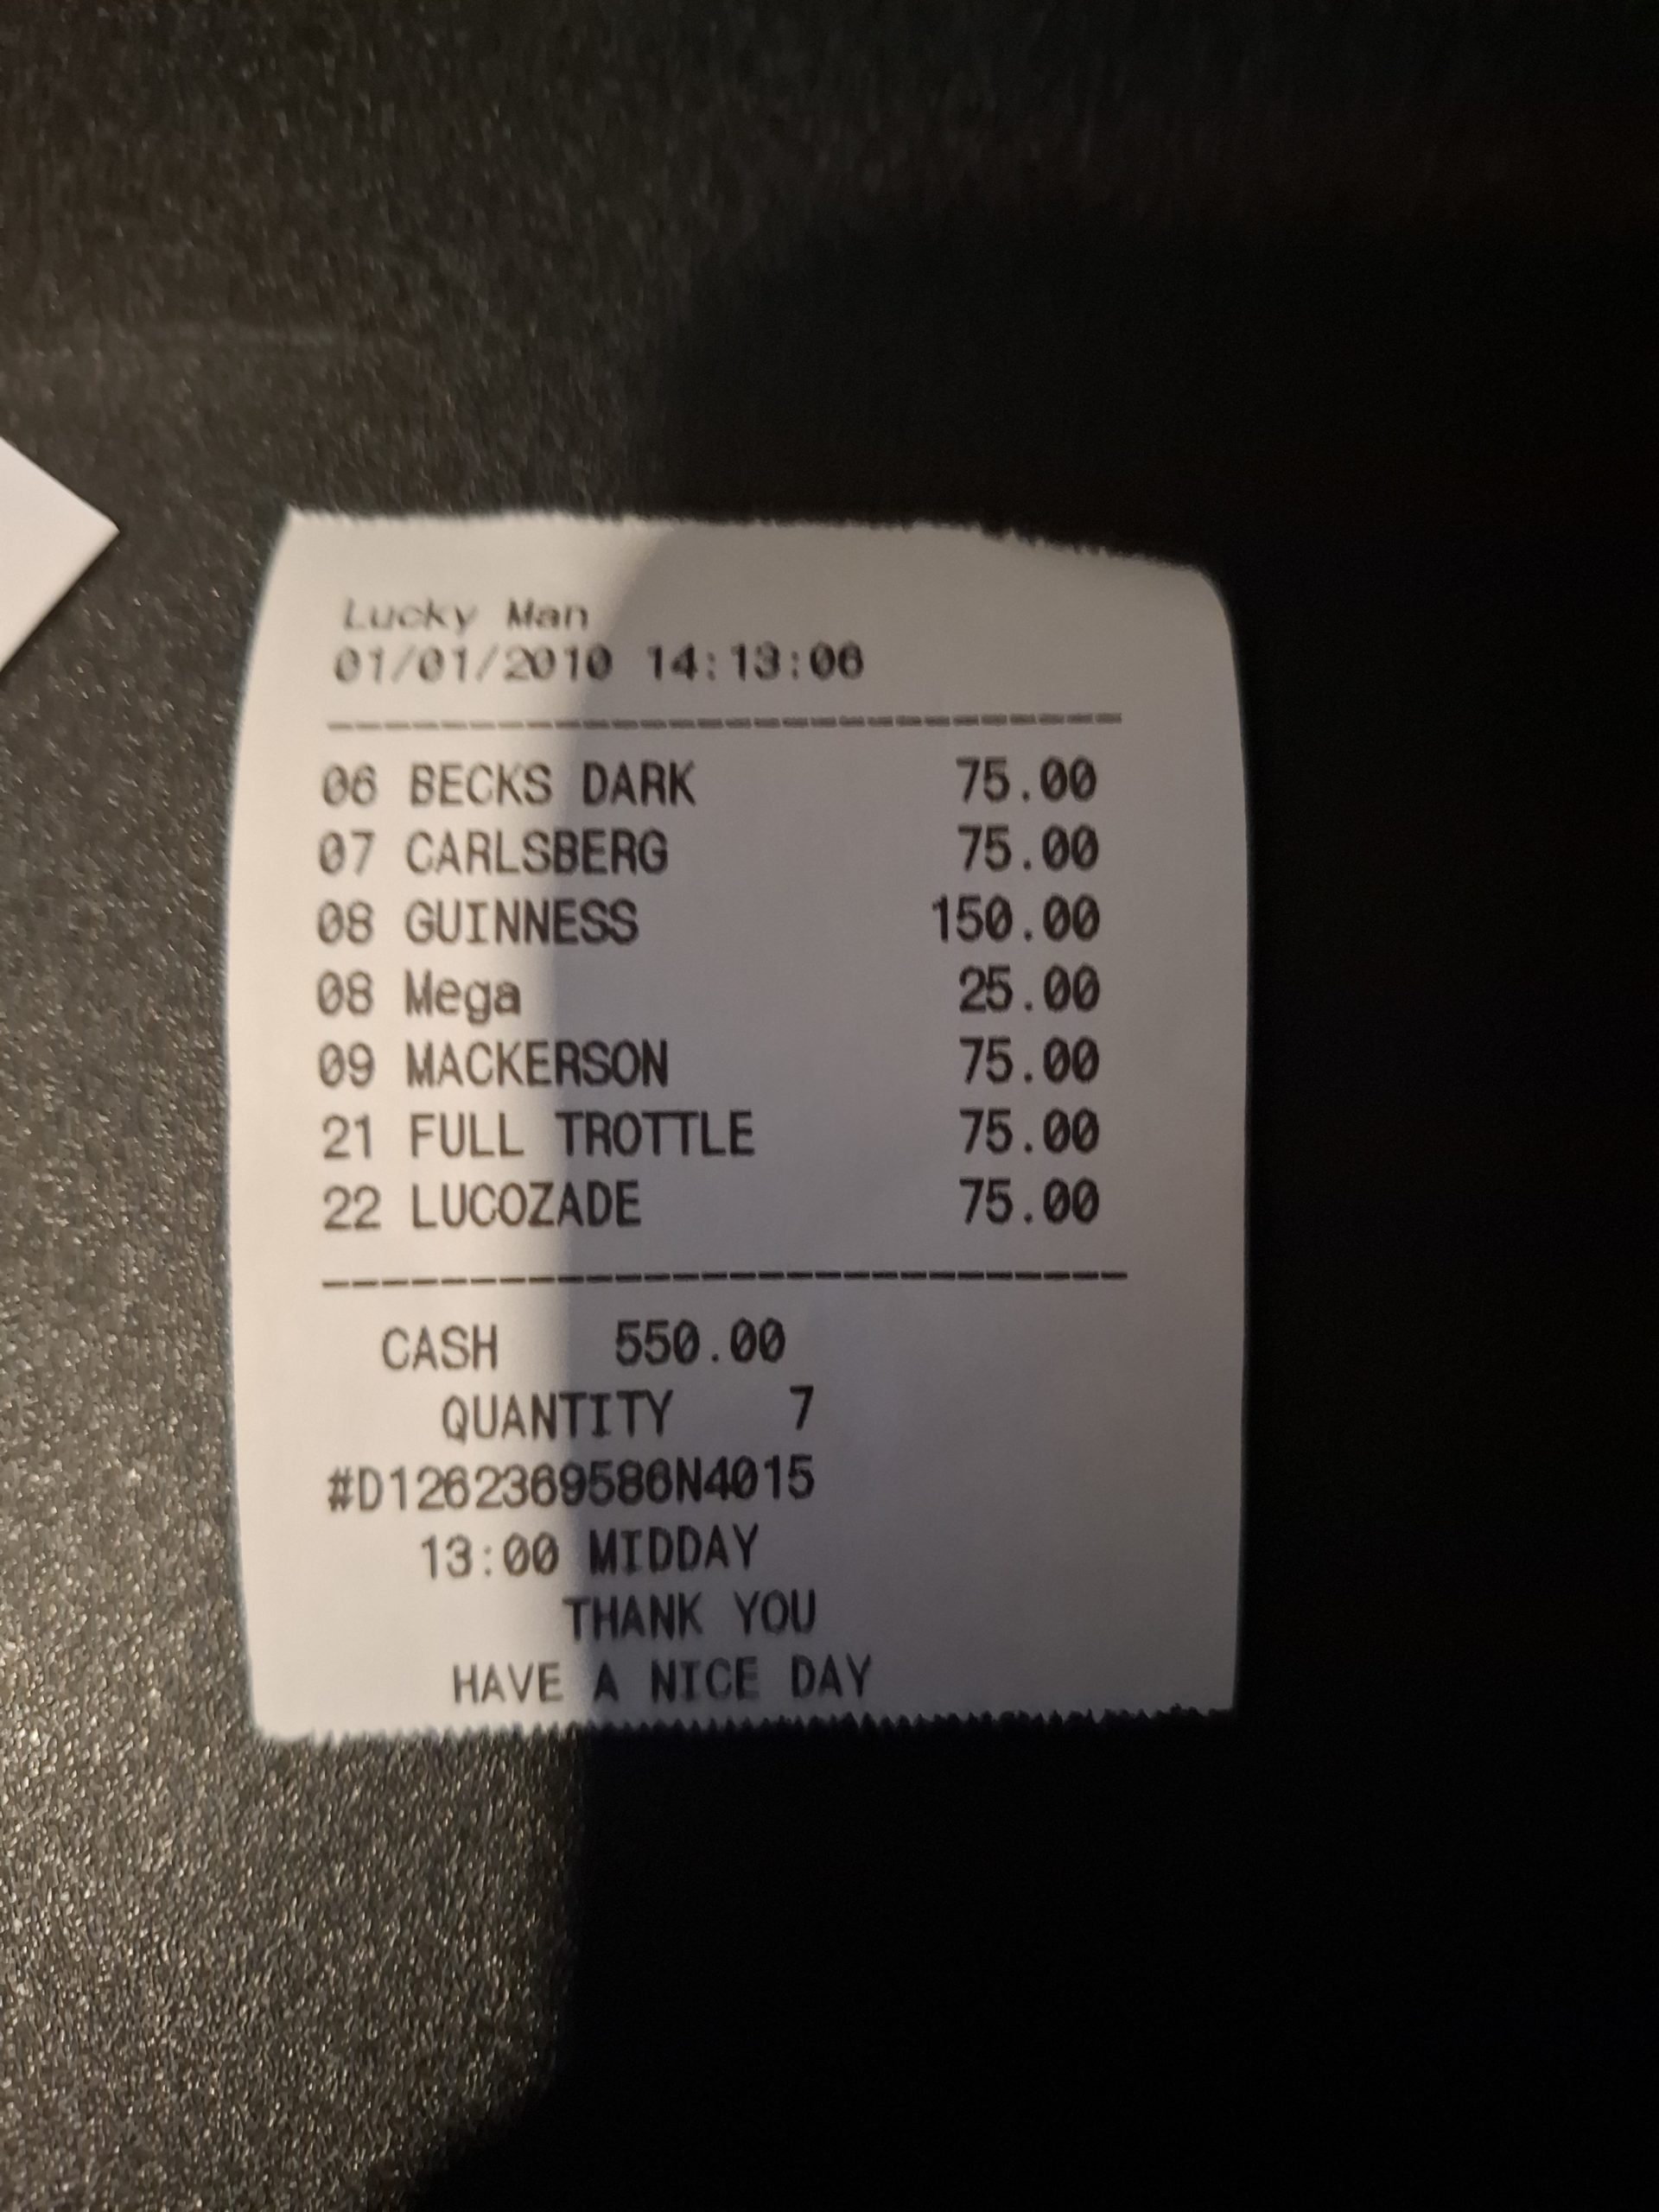 Lucky Man
01/01/2010 14:13:06
----------------------------
06 BECKS DARK 75.00
07 CARLSBERG 75.00
08 GUINNESS 150.00
08 Mega 25.00
09 MACKERSON 75.00
21 FULL TROTTLE 75.00
22 LUCOZADE 75.00
----------------------------
CASH 550.00
QUANTITY 7
#D1262369586N4015
13:00 MIDDAY
THANK YOU
HAVE A NICE DAY